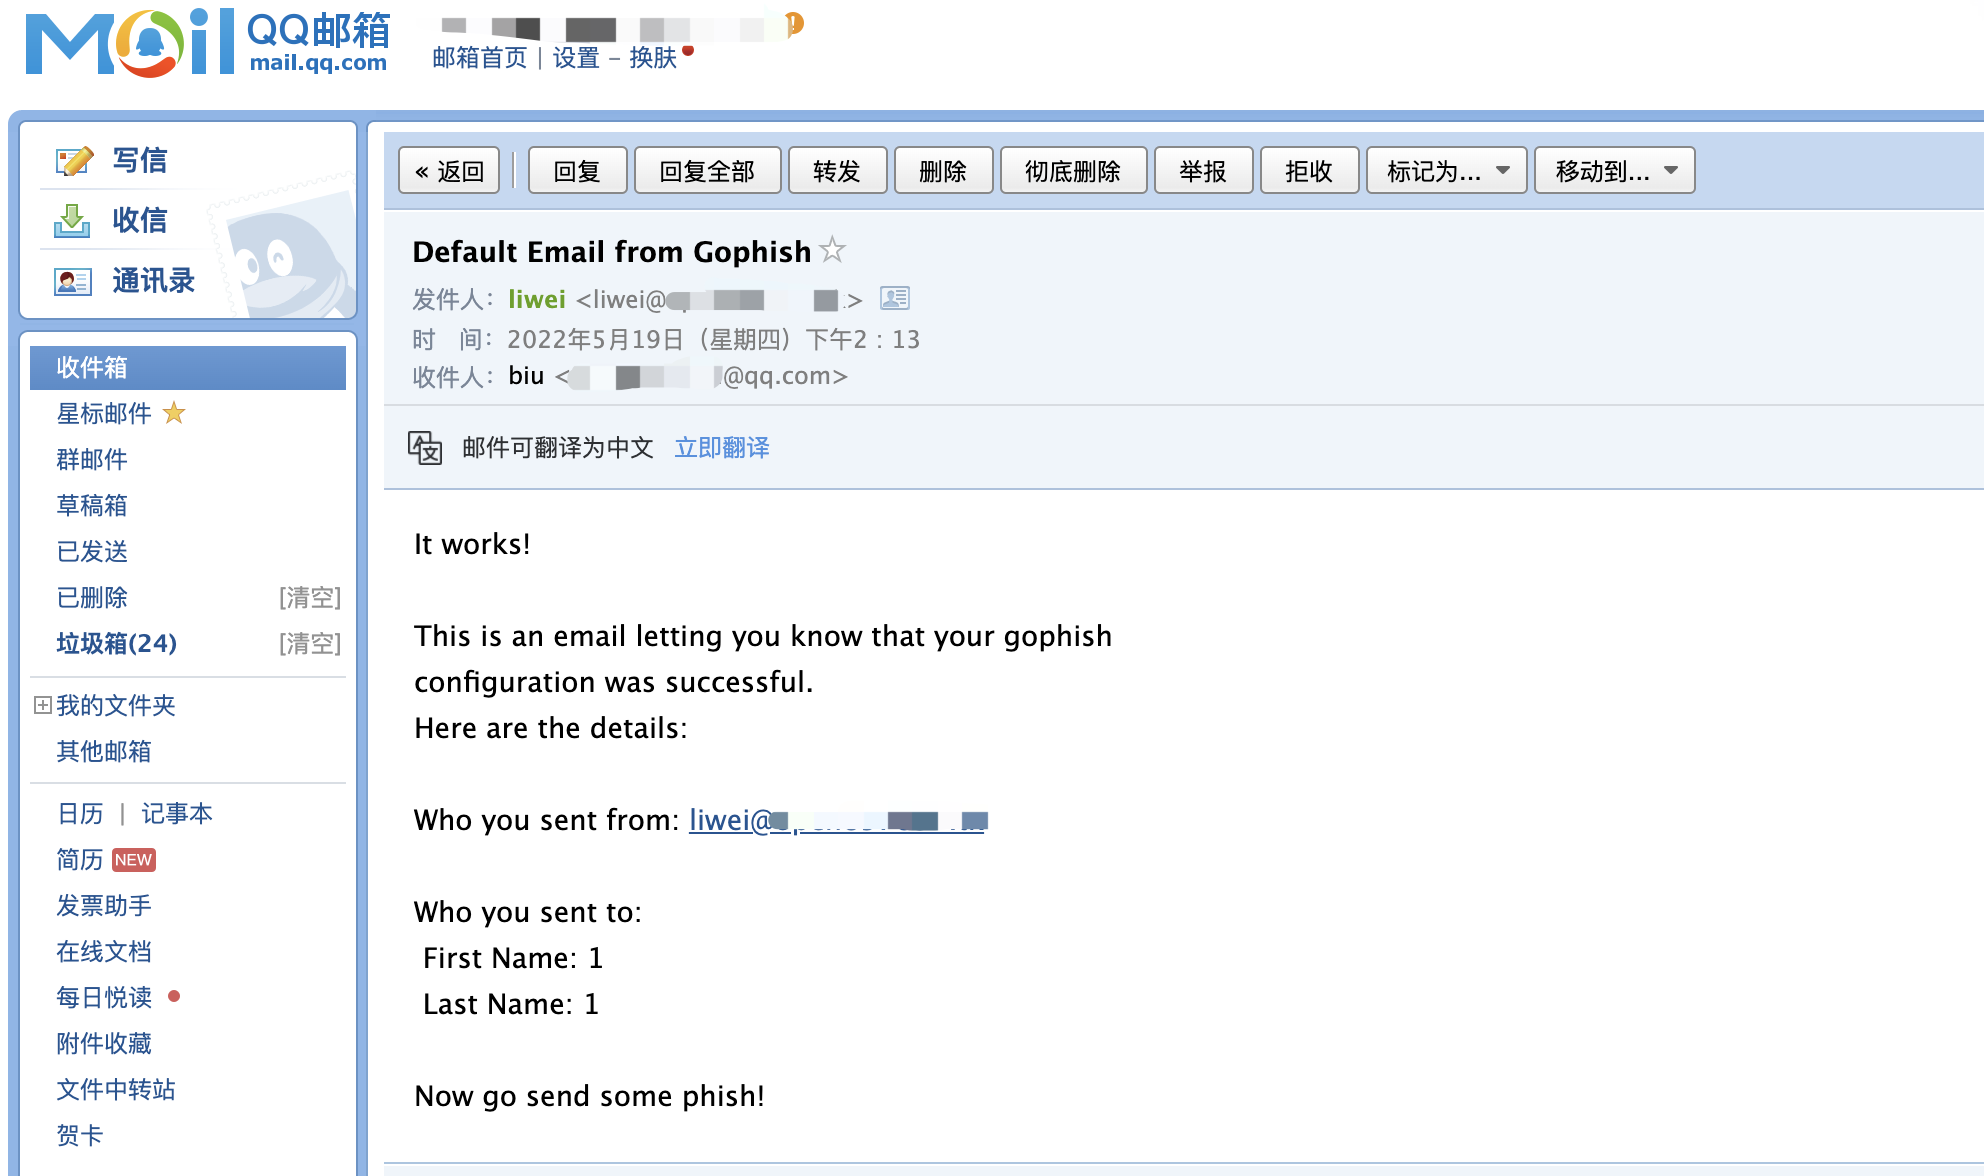 Mail QQ邮箱
mail.qq.com
邮箱首页 | 设置 - 换肤
写信
收信
通讯录
收件箱
星标邮件
群邮件
草稿箱
已发送
已删除 [清空]
垃圾箱(24) [清空]
我的文件夹
其他邮箱
日历 | 记事本
简历 NEW
发票助手
在线文档
每日悦读
附件收藏
文件中转站
贺卡
« 返回 回复 回复全部 转发 删除 彻底删除 举报 拒收 标记为... 移动到...
Default Email from Gophish
发件人: liwei <liwei@ >
时 间: 2022年5月19日 (星期四) 下午2:13
收件人: biu < @qq.com>
邮件可翻译为中文 立即翻译
It works!
This is an email letting you know that your gophish
configuration was successful.
Here are the details:
Who you sent from: liwei@
Who you sent to:
First Name: 1
Last Name: 1
Now go send some phish!